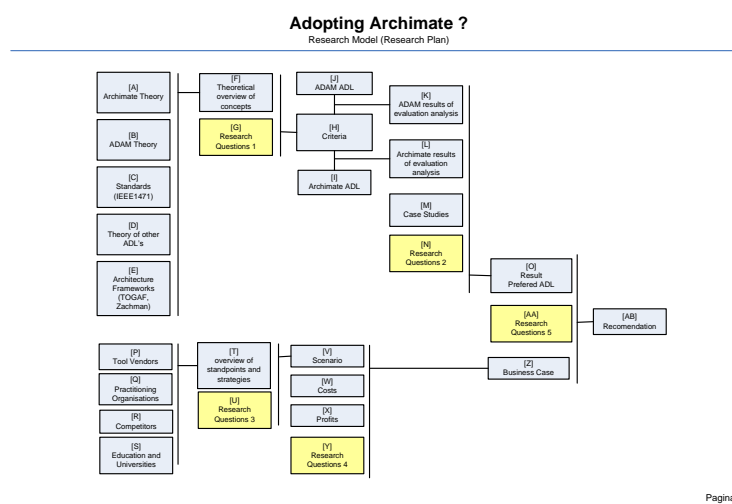 Adopting Archimate ?
Research Model (Research Plan)
[A]
Archimate Theory
[B]
ADAM Theory
[C]
Standards
(IEEE1471)
[D]
Theory of other
ADL's
[E]
Architecture
Frameworks
(TOGAF,
Zachman)
[F]
Theoretical
overview of
concepts
[G]
Research
Questions 1
[J]
ADAM ADL
[H]
Criteria
[I]
Archimate ADL
[K]
ADAM results of
evaluation analysis
[L]
Archimate results
of evaluation
analysis
[M]
Case Studies
[N]
Research
Questions 2
[O]
Result
Prefered ADL
[AA]
Research
Questions 5
[AB]
Recomendation
[P]
Tool Vendors
[Q]
Practitioning
Organisations
[R]
Competitors
[S]
Education and
Universities
[T]
overview of
standpoints and
strategies
[U]
Research
Questions 3
[V]
Scenario
[W]
Costs
[X]
Profits
[Y]
Research
Questions 4
[Z]
Business Case
Pagina